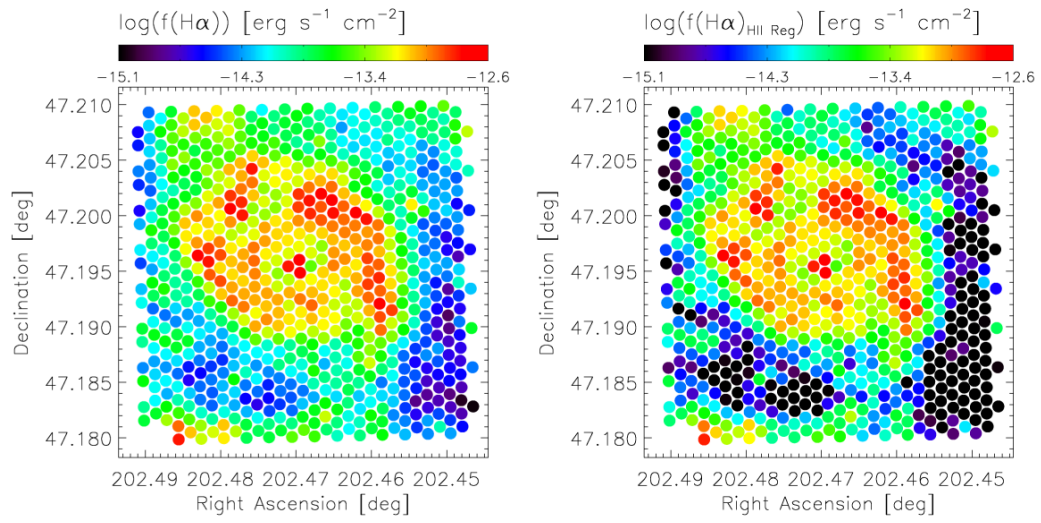 log(f(Hα)) [erg s⁻¹ cm⁻²]
−15.1 −14.3 −13.4 −12.6
47.210
47.205
47.200
47.195
47.190
47.185
47.180
Declination [deg]
202.49 202.48 202.47 202.46 202.45
Right Ascension [deg]
log(f(Hα)HII Reg) [erg s⁻¹ cm⁻²]
−15.1 −14.3 −13.4 −12.6
47.210
47.205
47.200
47.195
47.190
47.185
47.180
Declination [deg]
202.49 202.48 202.47 202.46 202.45
Right Ascension [deg]